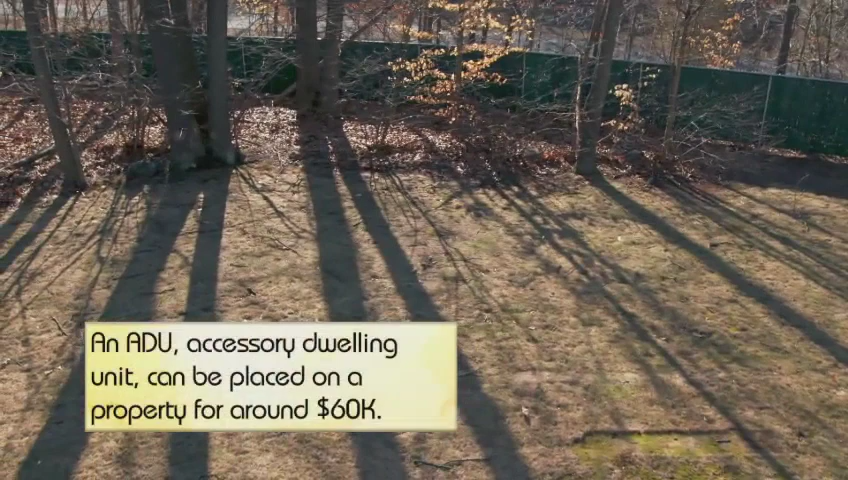 An ADU, accessory dwelling
unit, can be placed on a
property for around $60K.